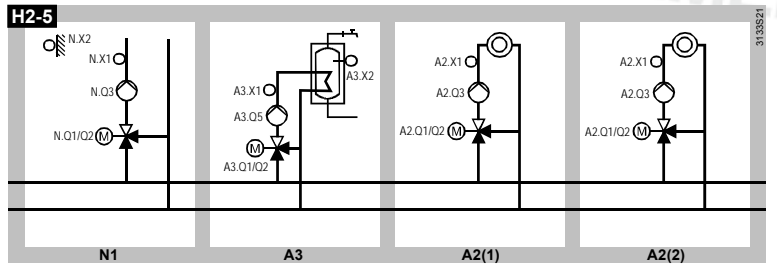 H2-5
N.X2
N.X1
N.Q3
N.Q1/Q2
M
N1
A3.X1
A3.X2
A3.Q5
M
A3.Q1/Q2
A3
A2.X1
A2.Q3
A2.Q1/Q2
M
A2(1)
A2.X1
A2.Q3
A2.Q1/Q2
M
A2(2)
3133S21